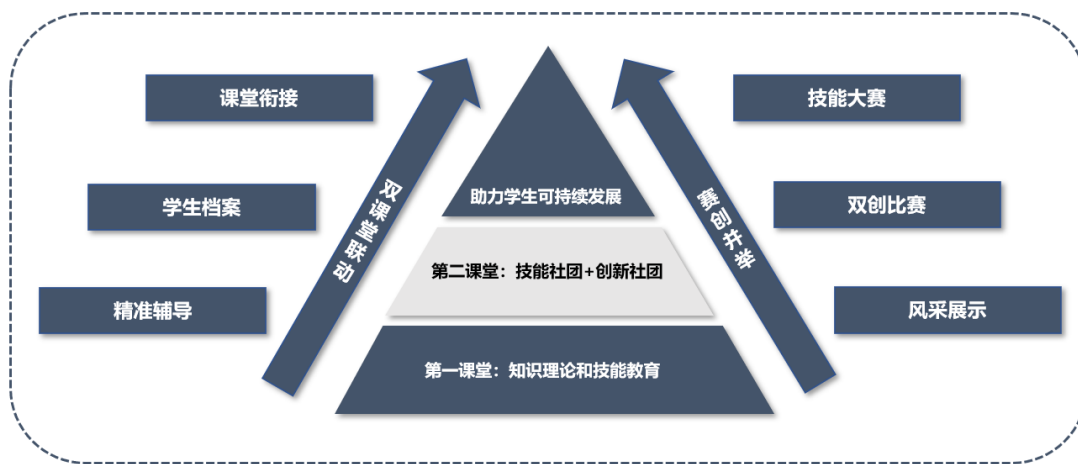 课堂衔接
学生档案
精准辅导
双课堂联动
助力学生可持续发展
第二课堂：技能社团+创新社团
第一课堂：知识理论和技能教育
赛创并举
技能大赛
双创比赛
风采展示